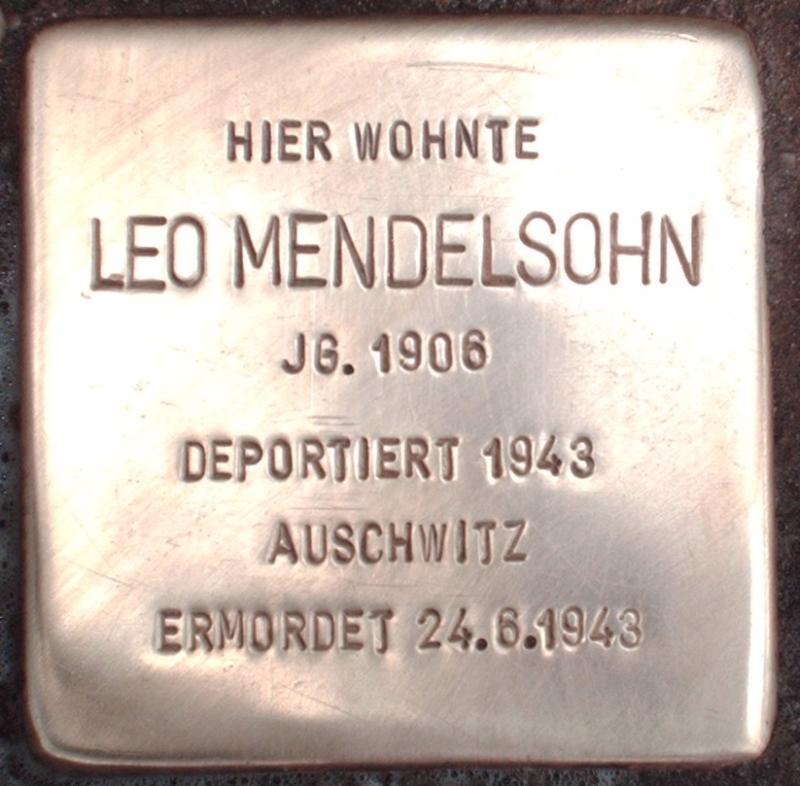 HIER WOHNTE
LEO MENDELSOHN
JG. 1906
DEPORTIERT 1943
AUSCHWITZ
ERMORDET 24.6.1943